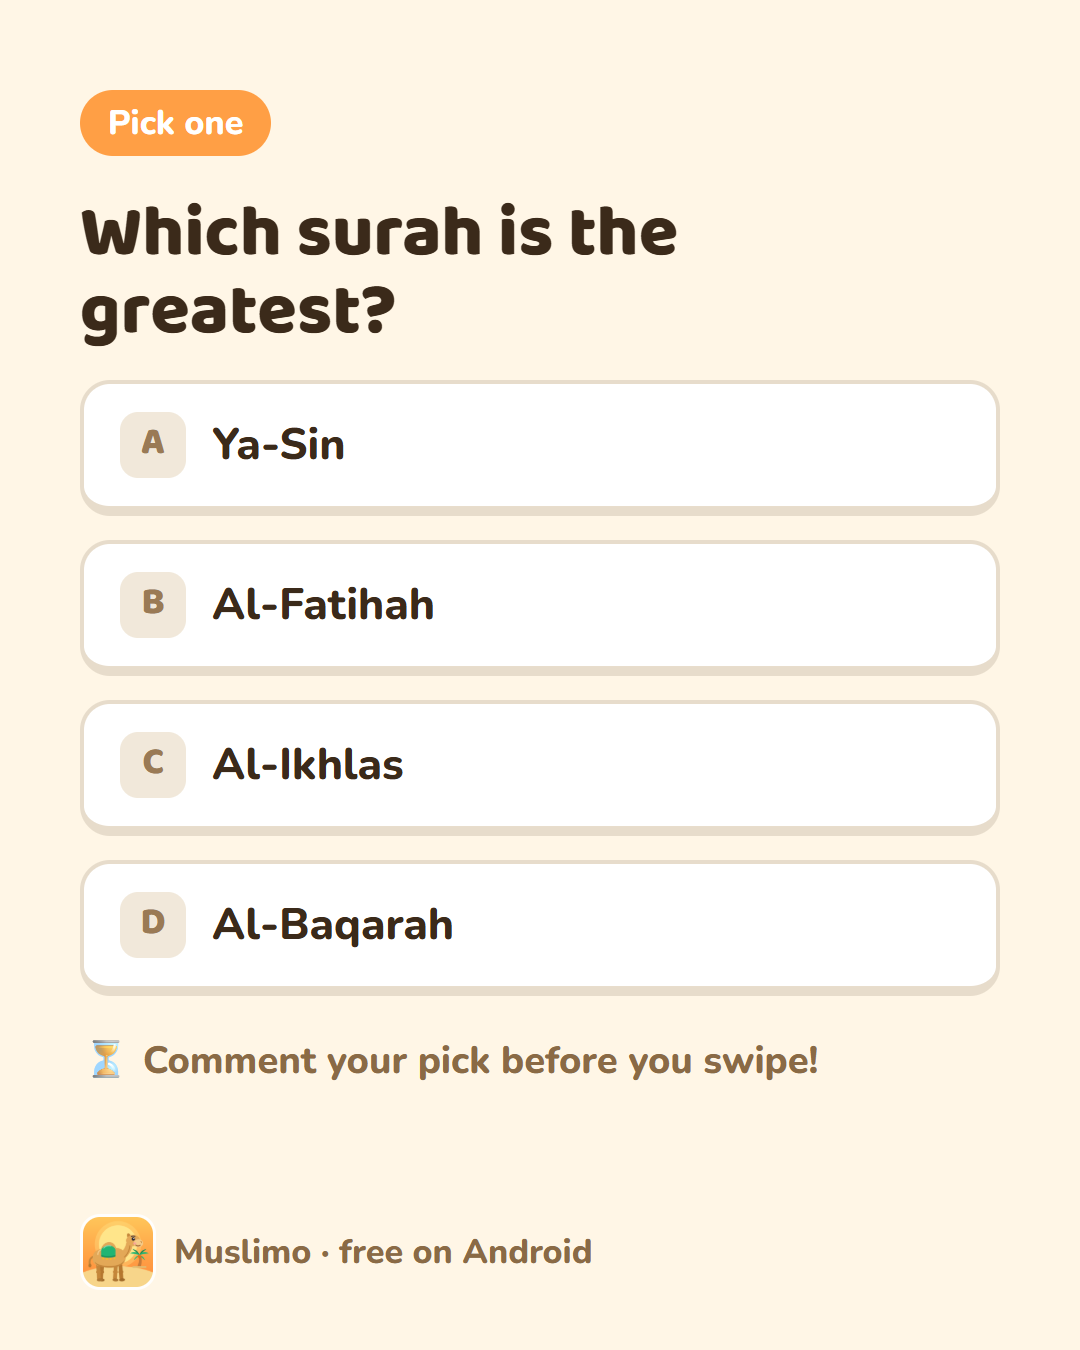 Pick one
Which surah is the
greatest?
A Ya-Sin
B Al-Fatihah
C Al-Ikhlas
D Al-Baqarah
⏳ Comment your pick before you swipe!
Muslimo · free on Android